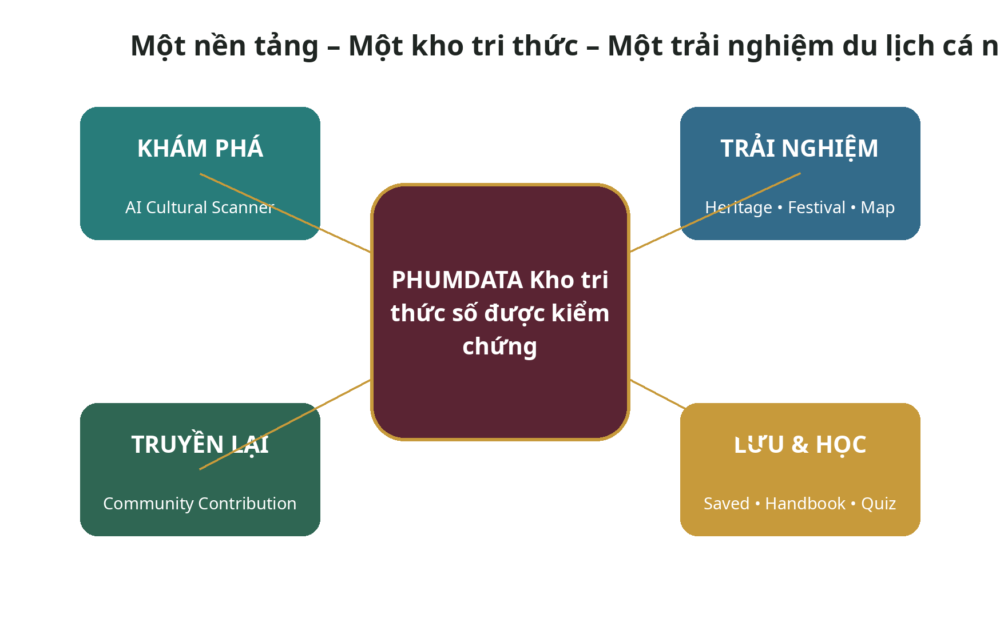 Một nền tảng – Một kho tri thức – Một trải nghiệm du lịch cá n
KHÁM PHÁ
AI Cultural Scanner
TRẢI NGHIỆM
Heritage • Festival • Map
PHUMDATA Kho tri
thức số được kiểm
chứng
TRUYỀN LẠI
Community Contribution
LƯU & HỌC
Saved • Handbook • Quiz